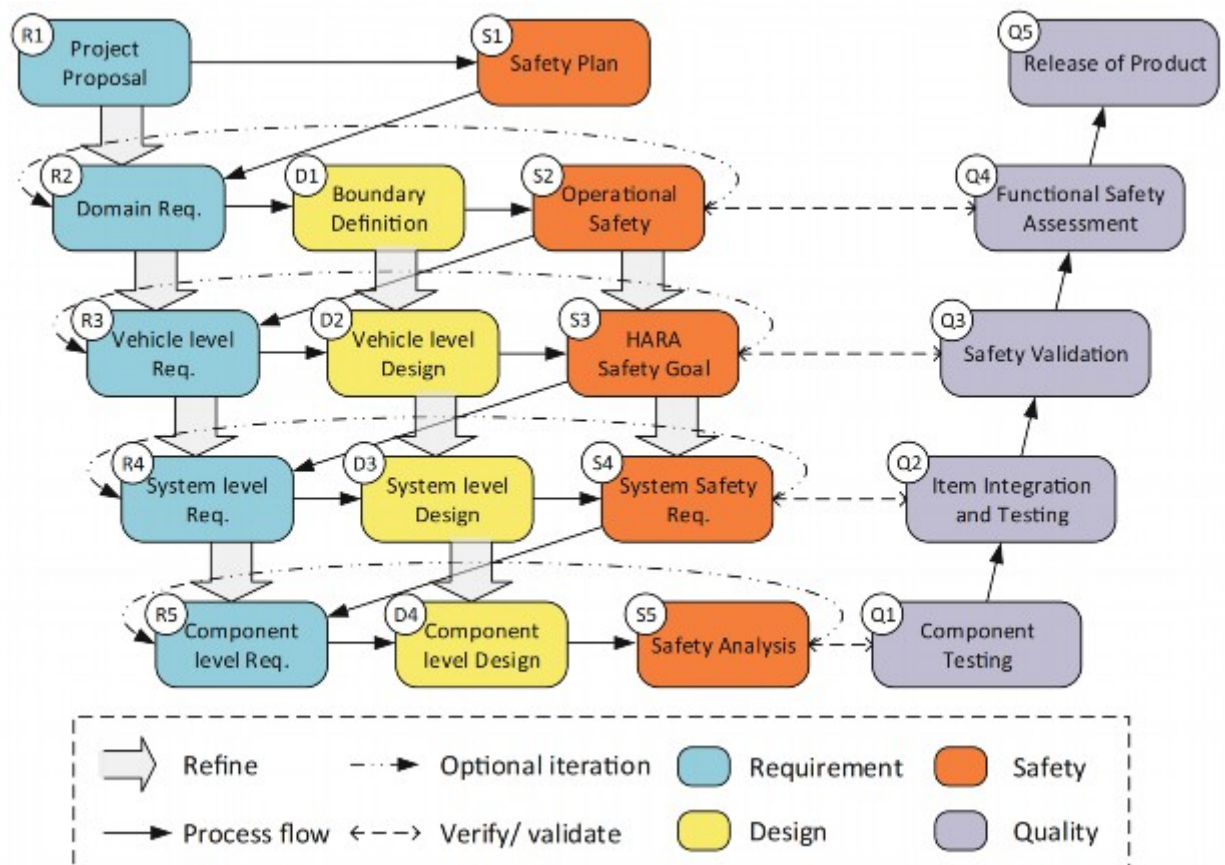 R1
Project
Proposal
S1
Safety Plan
Q5
Release of Product
R2
Domain Req.
D1
Boundary
Definition
S2
Operational
Safety
Q4
Functional Safety
Assessment
R3
Vehicle level
Req.
D2
Vehicle level
Design
S3
HARA
Safety Goal
Q3
Safety Validation
R4
System level
Req.
D3
System level
Design
S4
System Safety
Req.
Q2
Item Integration
and Testing
R5
Component
level Req.
D4
Component
level Design
S5
Safety Analysis
Q1
Component
Testing
Refine
Optional iteration
Requirement
Safety
Process flow
Verify/ validate
Design
Quality